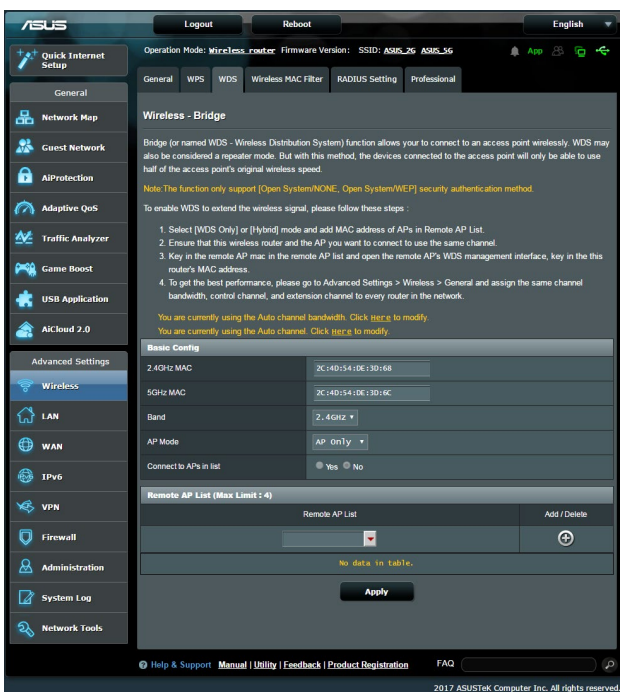 ASUS
Logout
Reboot
English
Quick Internet Setup
Operation Mode: Wireless router Firmware Version: SSID: ASUS_2G ASUS_5G
App
General
WPS
WDS
Wireless MAC Filter
RADIUS Setting
Professional
General
Network Map
Guest Network
AiProtection
Adaptive QoS
Traffic Analyzer
Game Boost
USB Application
AiCloud 2.0
Advanced Settings
Wireless
LAN
WAN
IPv6
VPN
Firewall
Administration
System Log
Network Tools
Wireless - Bridge
Bridge (or named WDS - Wireless Distribution System) function allows your to connect to an access point wirelessly. WDS may
also be considered a repeater mode. But with this method, the devices connected to the access point will only be able to use
half of the access point's original wireless speed.
Note:The function only support [Open System/NONE, Open System/WEP] security authentication method.
To enable WDS to extend the wireless signal, please follow these steps :
1. Select [WDS Only] or [Hybrid] mode and add MAC address of APs in Remote AP List.
2. Ensure that this wireless router and the AP you want to connect to use the same channel.
3. Key in the remote AP mac in the remote AP list and open the remote AP's WDS management interface, key in the this
router's MAC address.
4. To get the best performance, please go to Advanced Settings > Wireless > General and assign the same channel
bandwidth, control channel, and extension channel to every router in the network.
You are currently using the Auto channel bandwidth. Click Here to modify.
You are currently using the Auto channel. Click Here to modify.
Basic Config
2.4GHz MAC 2C:4D:54:DE:3D:68
5GHz MAC 2C:4D:54:DE:3D:6C
Band 2.4GHz
AP Mode AP Only
Connect to APs in list Yes No
Remote AP List (Max Limit : 4)
Remote AP List Add / Delete
No data in table.
Apply
Help & Support Manual | Utility | Feedback | Product Registration FAQ
2017 ASUSTeK Computer Inc. All rights reserved.